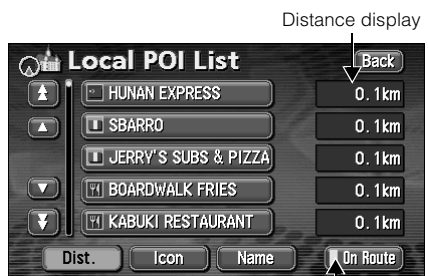 Distance display
Local POI List
Back
HUNAN EXPRESS 0.1km
SBARRO 0.1km
JERRY'S SUBS & PIZZA 0.1km
BOARDWALK FRIES 0.1km
KABUKI RESTAURANT 0.1km
Dist. Icon Name On Route